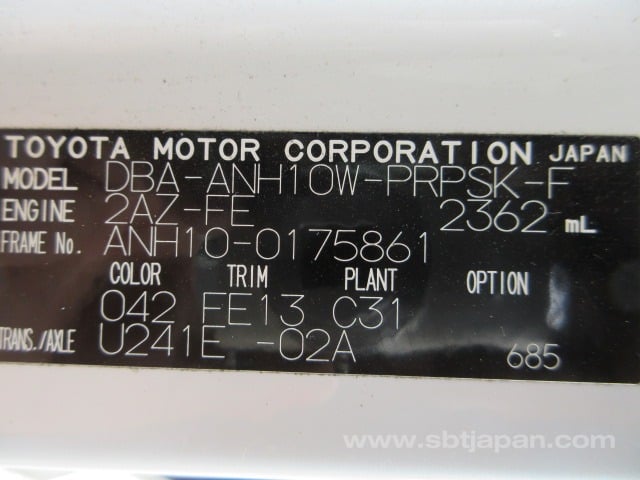 TOYOTA MOTOR CORPORATION JAPAN
MODEL DBA-ANH10W-PRPSK-F
ENGINE 2AZ-FE 2362 mL
FRAME No. ANH10-0175861
COLOR TRIM PLANT OPTION
042 FE13 C31
TRANS./AXLE U241E -02A 685
www.sbtjapan.com